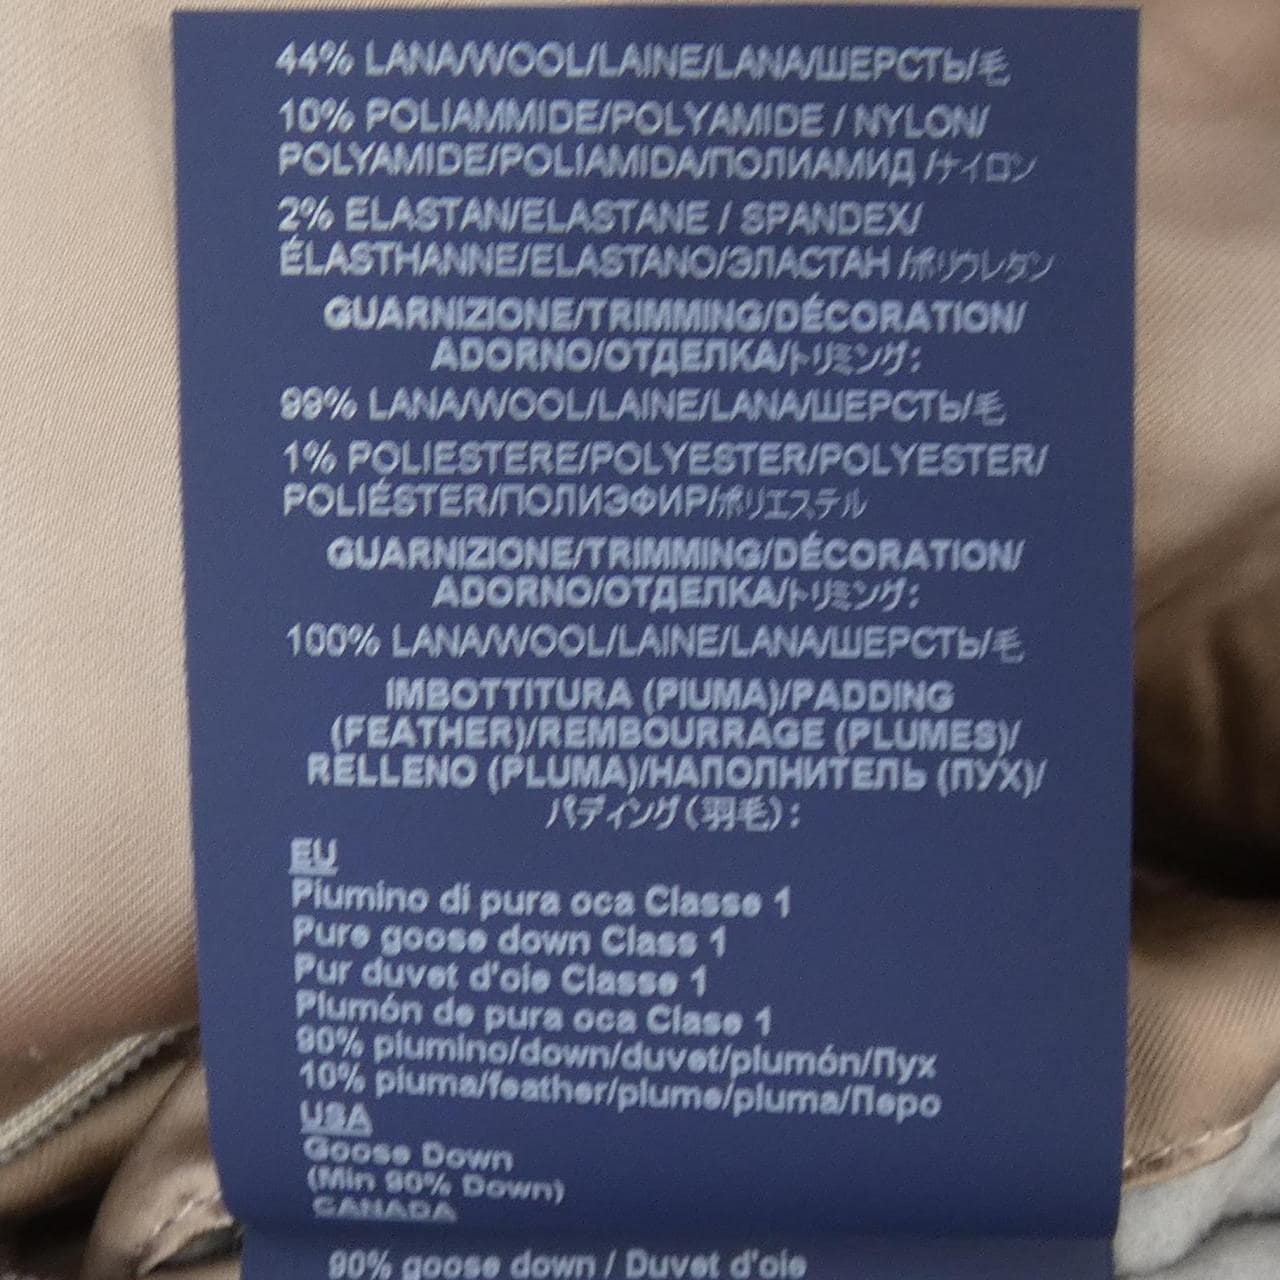 44% LANA/WOOL/LAINE/LANA/ШЕРСТЬ/毛
10% POLIAMMIDE/POLYAMIDE / NYLON/
POLYAMIDE/POLIAMIDA/ПОЛИАМИД /ナイロン
2% ELASTAN/ELASTANE / SPANDEX/
ÉLASTHANNE/ELASTANO/ЭЛАСТАН /ポリウレタン
GUARNIZIONE/TRIMMING/DÉCORATION/
ADORNO/ОТДЕЛКА/トリミング:
99% LANA/WOOL/LAINE/LANA/ШЕРСТЬ/毛
1% POLIESTERE/POLYESTER/POLYESTER/
POLIÉSTER/ПОЛИЭФИР/ポリエステル
GUARNIZIONE/TRIMMING/DÉCORATION/
ADORNO/ОТДЕЛКА/トリミング:
100% LANA/WOOL/LAINE/LANA/ШЕРСТЬ/毛
IMBOTTITURA (PIUMA)/PADDING
(FEATHER)/REMBOURRAGE (PLUMES)/
RELLENO (PLUMA)/НАПОЛНИТЕЛЬ (ПУХ)/
パディング(羽毛):
EU
Piumino di pura oca Classe 1
Pure goose down Class 1
Pur duvet d'oie Classe 1
Plumón de pura oca Clase 1
90% piumino/down/duvet/plumón/Пух
10% piuma/feather/plume/pluma/Перо
USA
Goose Down
(Min 90% Down)
CANADA
90% goose down / Duvet d'oie